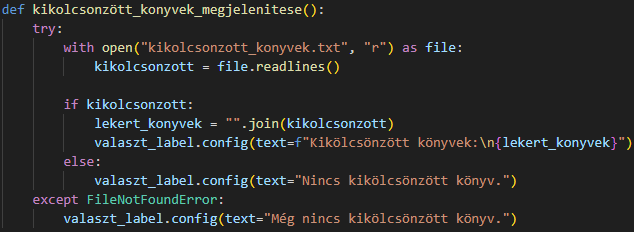 def kikolcsonzött_konyvek_megjelenitese():
    try:
        with open("kikolcsonzott_konyvek.txt", "r") as file:
            kikolcsonzott = file.readlines()

        if kikolcsonzott:
            lekert_konyvek = "".join(kikolcsonzott)
            valaszt_label.config(text=f"Kikölcsönzött könyvek:\n{lekert_konyvek}")
        else:
            valaszt_label.config(text="Nincs kikölcsönzött könyv.")
    except FileNotFoundError:
        valaszt_label.config(text="Még nincs kikölcsönzött könyv.")